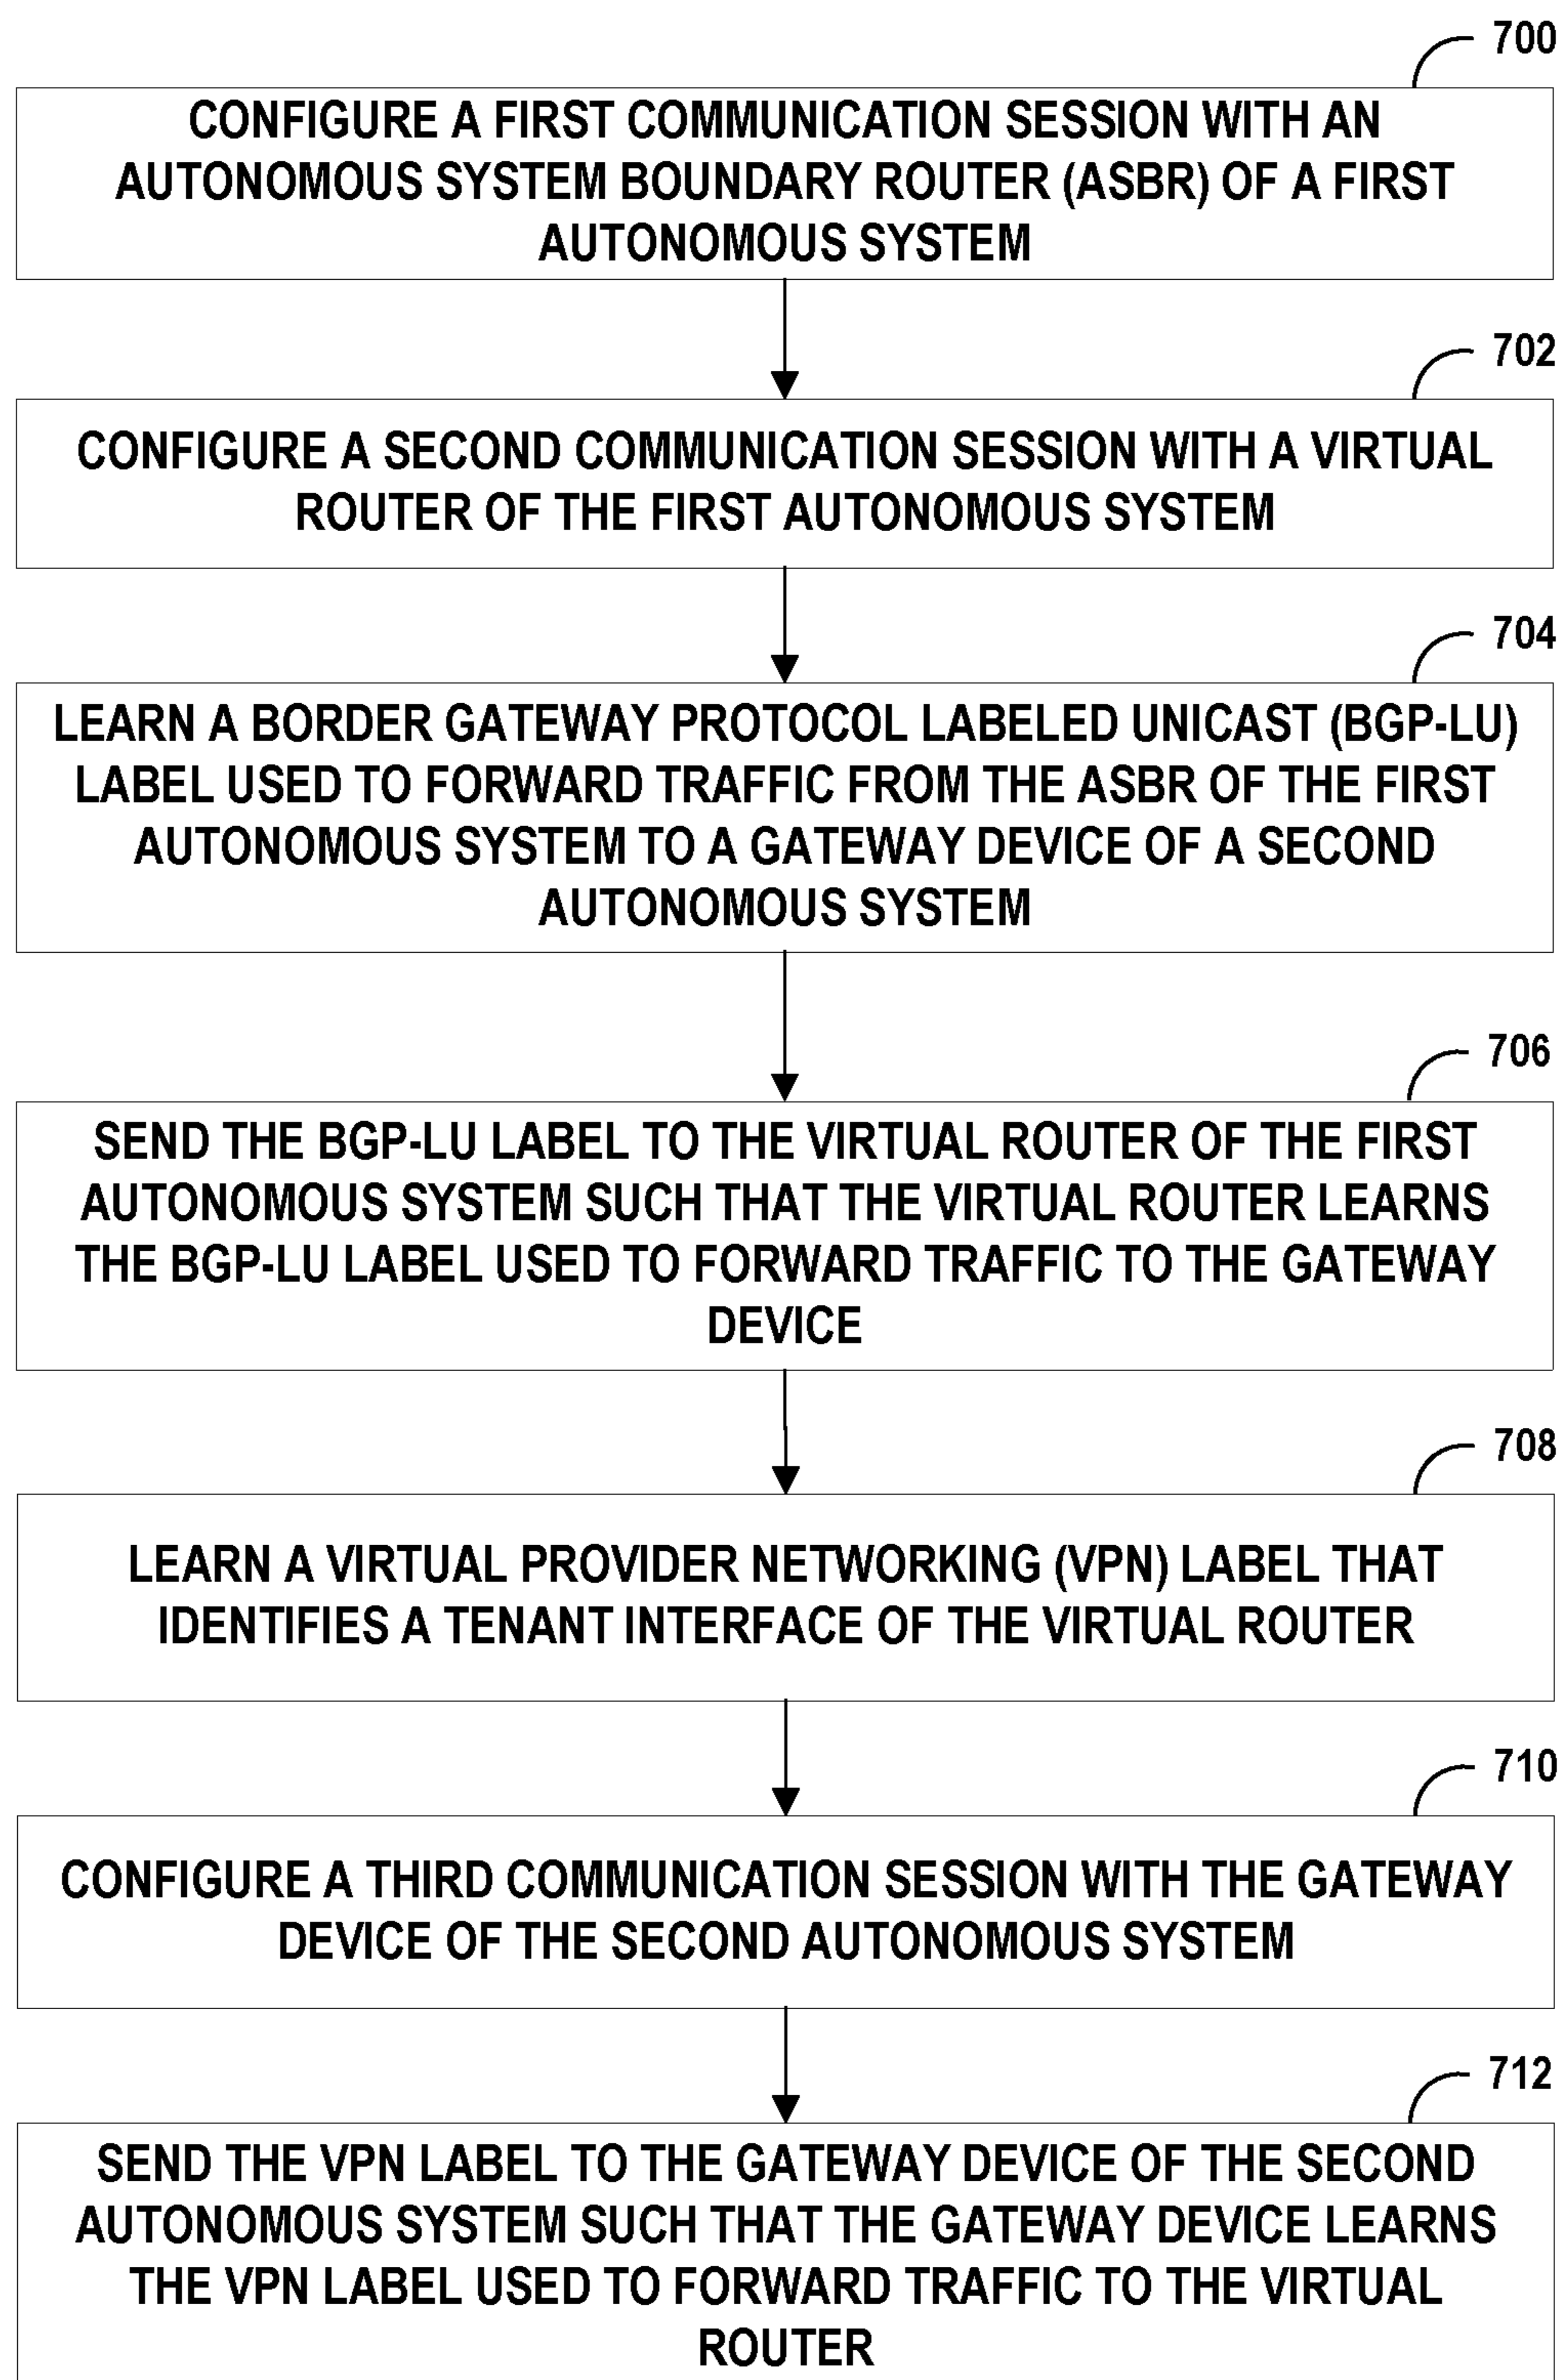 700
CONFIGURE A FIRST COMMUNICATION SESSION WITH AN
AUTONOMOUS SYSTEM BOUNDARY ROUTER (ASBR) OF A FIRST
AUTONOMOUS SYSTEM
702
CONFIGURE A SECOND COMMUNICATION SESSION WITH A VIRTUAL
ROUTER OF THE FIRST AUTONOMOUS SYSTEM
704
LEARN A BORDER GATEWAY PROTOCOL LABELED UNICAST (BGP-LU)
LABEL USED TO FORWARD TRAFFIC FROM THE ASBR OF THE FIRST
AUTONOMOUS SYSTEM TO A GATEWAY DEVICE OF A SECOND
AUTONOMOUS SYSTEM
706
SEND THE BGP-LU LABEL TO THE VIRTUAL ROUTER OF THE FIRST
AUTONOMOUS SYSTEM SUCH THAT THE VIRTUAL ROUTER LEARNS
THE BGP-LU LABEL USED TO FORWARD TRAFFIC TO THE GATEWAY
DEVICE
708
LEARN A VIRTUAL PROVIDER NETWORKING (VPN) LABEL THAT
IDENTIFIES A TENANT INTERFACE OF THE VIRTUAL ROUTER
710
CONFIGURE A THIRD COMMUNICATION SESSION WITH THE GATEWAY
DEVICE OF THE SECOND AUTONOMOUS SYSTEM
712
SEND THE VPN LABEL TO THE GATEWAY DEVICE OF THE SECOND
AUTONOMOUS SYSTEM SUCH THAT THE GATEWAY DEVICE LEARNS
THE VPN LABEL USED TO FORWARD TRAFFIC TO THE VIRTUAL
ROUTER